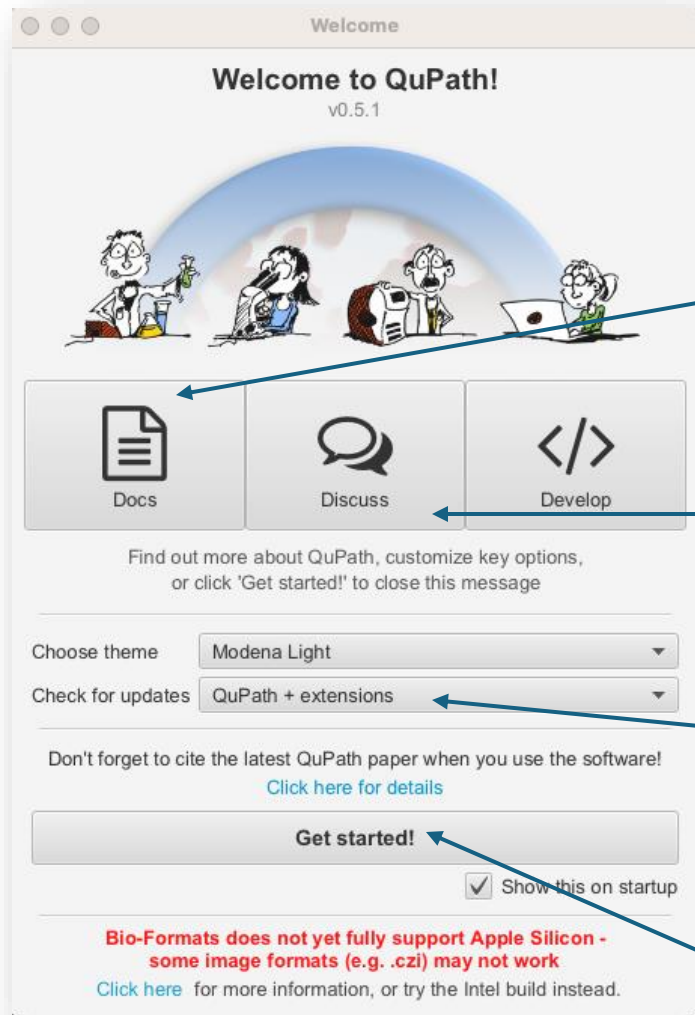 Welcome
Welcome to QuPath!
v0.5.1
Docs
Discuss
Develop
Find out more about QuPath, customize key options,
or click 'Get started!' to close this message
Choose theme
Modena Light
Check for updates
QuPath + extensions
Don't forget to cite the latest QuPath paper when you use the software!
Click here for details
Get started!
Show this on startup
Bio-Formats does not yet fully support Apple Silicon -
some image formats (e.g. .czi) may not work
Click here for more information, or try the Intel build instead.